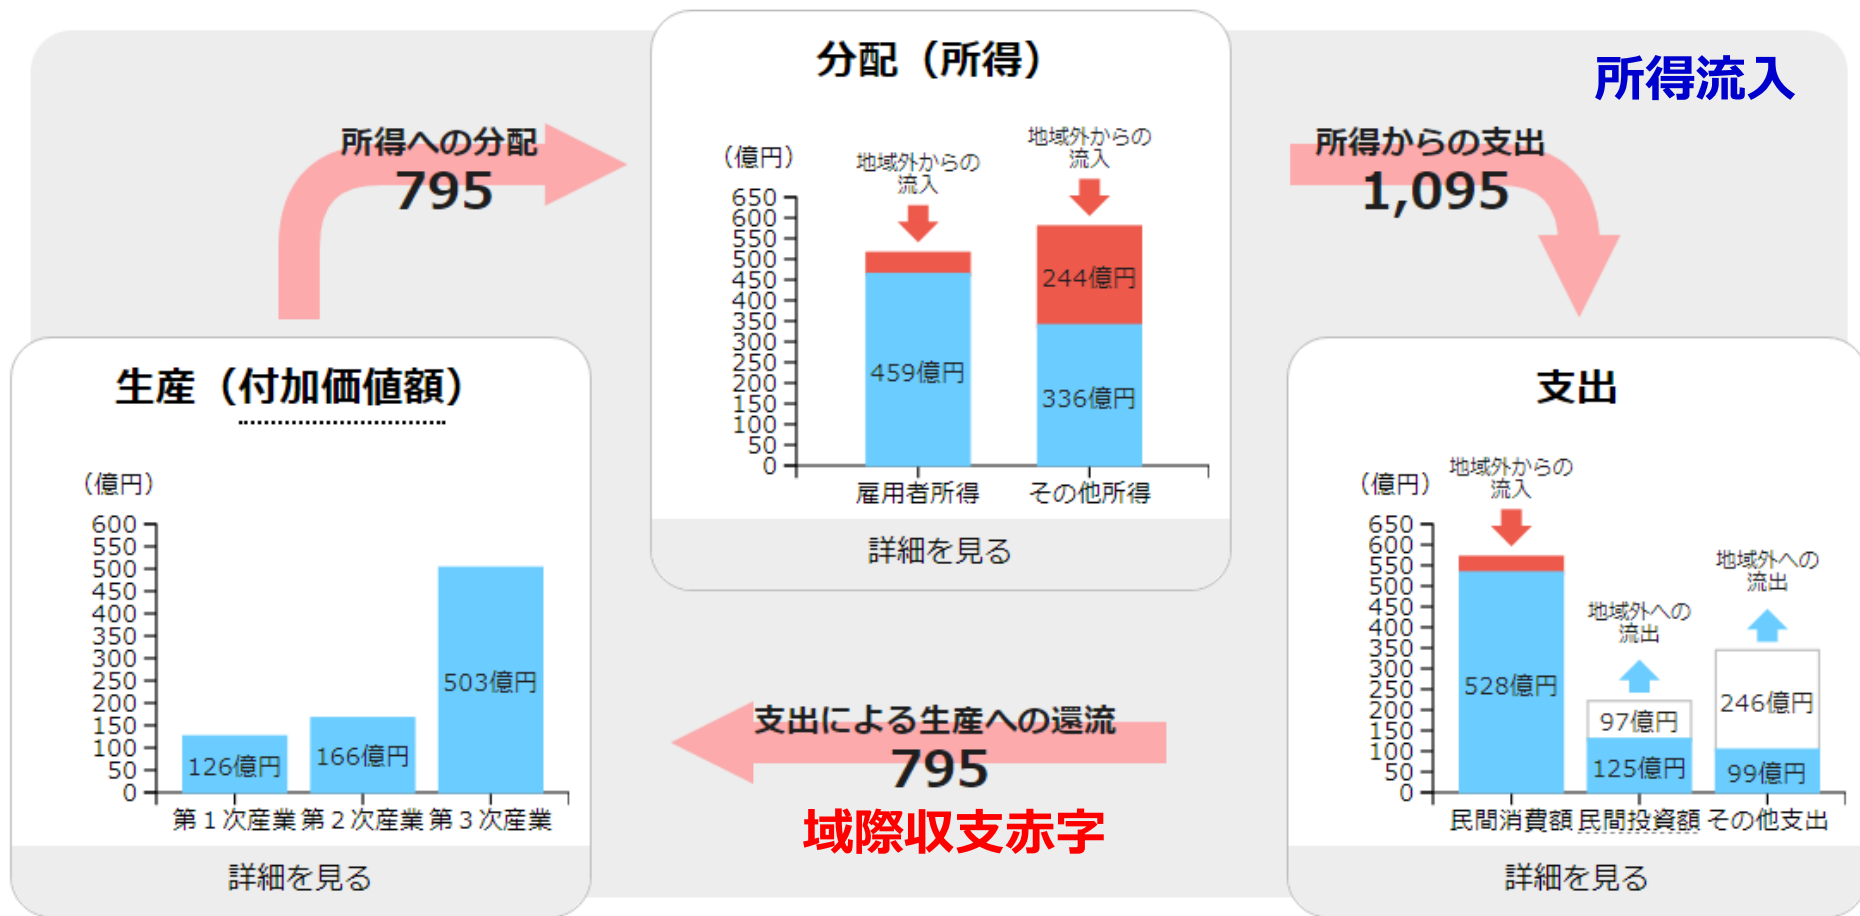 分配（所得）
所得流入
所得への分配
795
（億円）
地域外からの
流入
地域外からの
流入
650
600
550
500
450
400
350
300
250
200
150
100
50
0
244億円
459億円
336億円
雇用者所得
その他所得
詳細を見る
所得からの支出
1,095
生産（付加価値額）
（億円）
600
550
500
450
400
350
300
250
200
150
100
50
0
126億円
166億円
503億円
第１次産業
第２次産業
第３次産業
詳細を見る
支出による生産への還流
795
域際収支赤字
支出
（億円）
地域外からの
流入
地域外への
流出
地域外への
流出
650
600
550
500
450
400
350
300
250
200
150
100
50
0
528億円
97億円
125億円
246億円
99億円
民間消費額
民間投資額
その他支出
詳細を見る